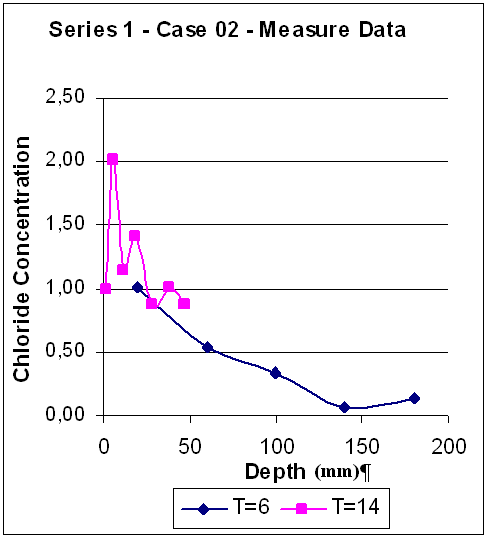 Series 1 - Case 02 - Measure Data
Chloride Concentration
2,50
2,00
1,50
1,00
0,50
0,00
0 50 100 150 200
Depth (mm)¶
T=6 T=14